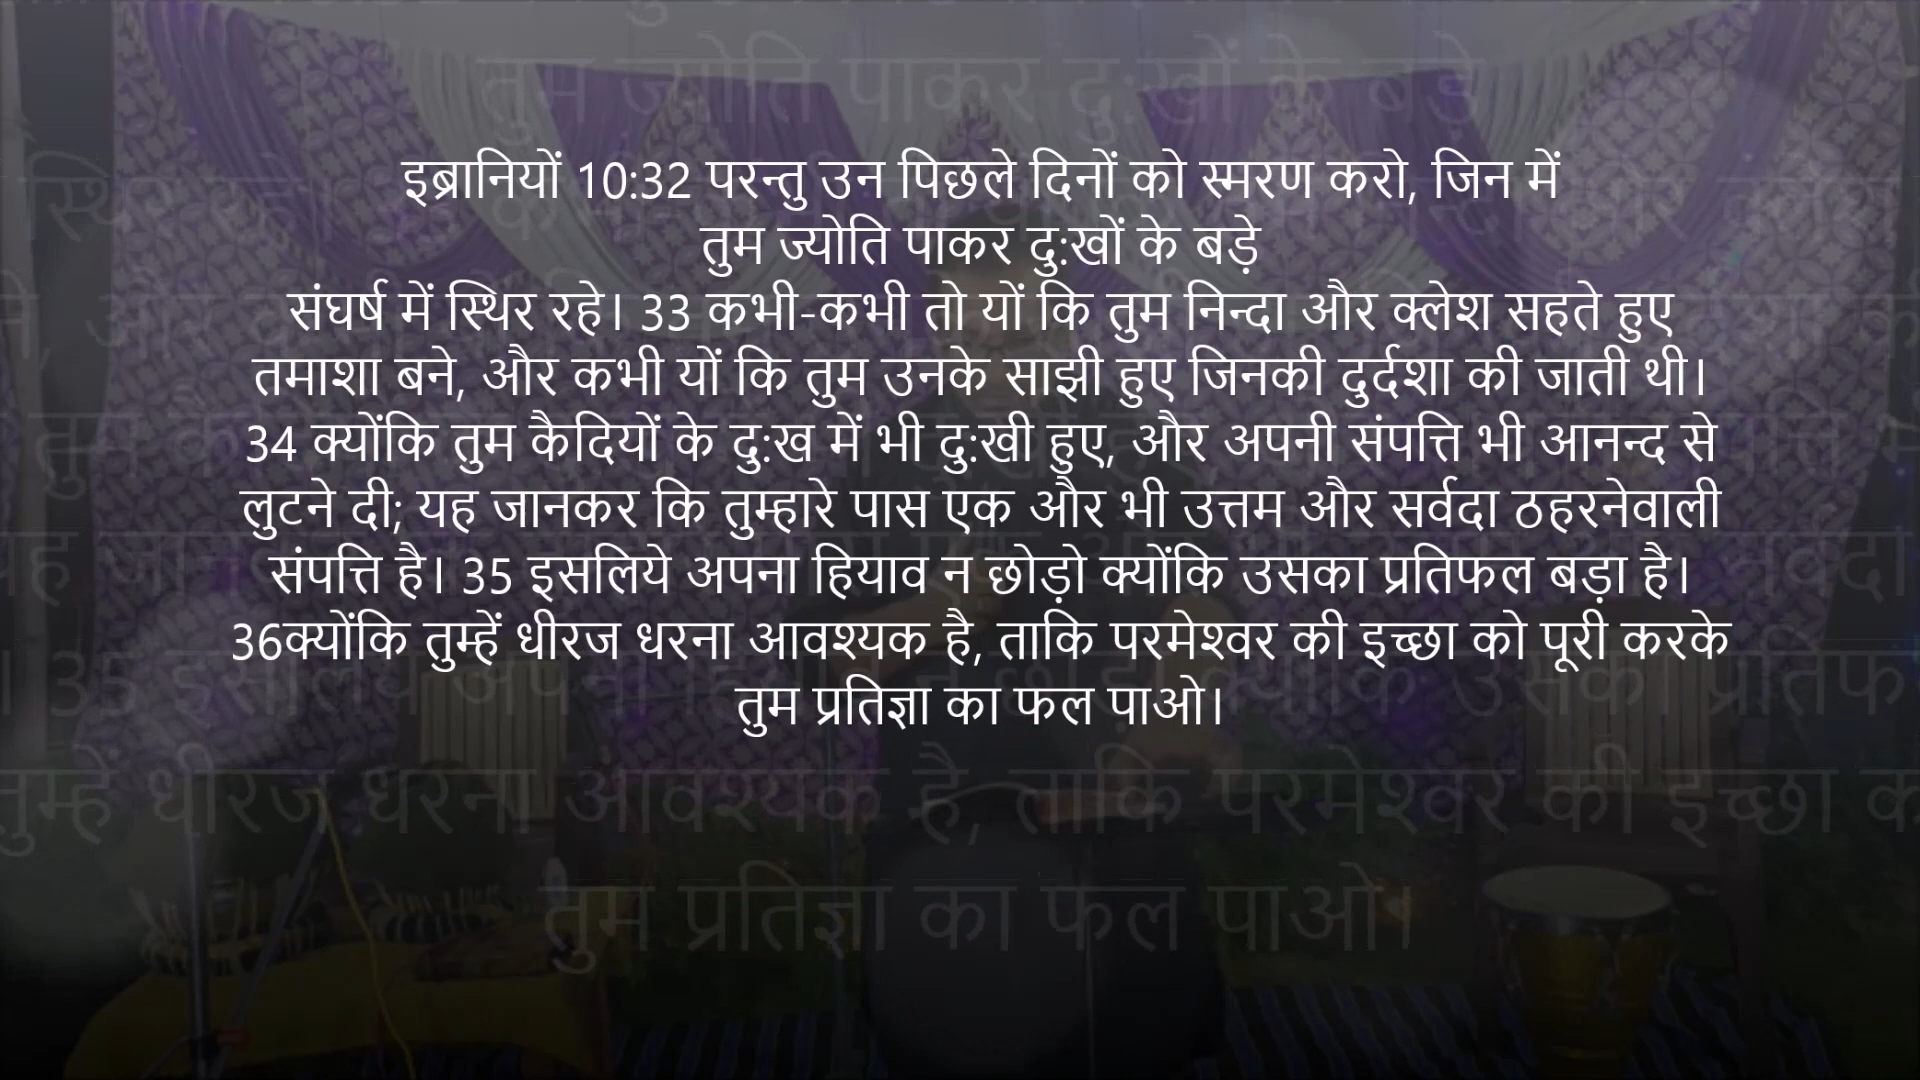 इब्रानियों 10:32 परन्तु उन पिछले दिनों को स्मरण करो, जिन में
तुम ज्योति पाकर दु:खों के बड़े
संघर्ष में स्थिर रहे। 33 कभी-कभी तो यों कि तुम निन्दा और क्लेश सहते हुए
तमाशा बने, और कभी यों कि तुम उनके साझी हुए जिनकी दुर्दशा की जाती थी।
34 क्योंकि तुम कैदियों के दु:ख में भी दु:खी हुए, और अपनी संपत्ति भी आनन्द से
लुटने दी; यह जानकर कि तुम्हारे पास एक और भी उत्तम और सर्वदा ठहरनेवाली
संपत्ति है। 35 इसलिये अपना हियाव न छोड़ो क्योंकि उसका प्रतिफल बड़ा है।
36क्योंकि तुम्हें धीरज धरना आवश्यक है, ताकि परमेश्वर की इच्छा को पूरी करके
तुम प्रतिज्ञा का फल पाओ।